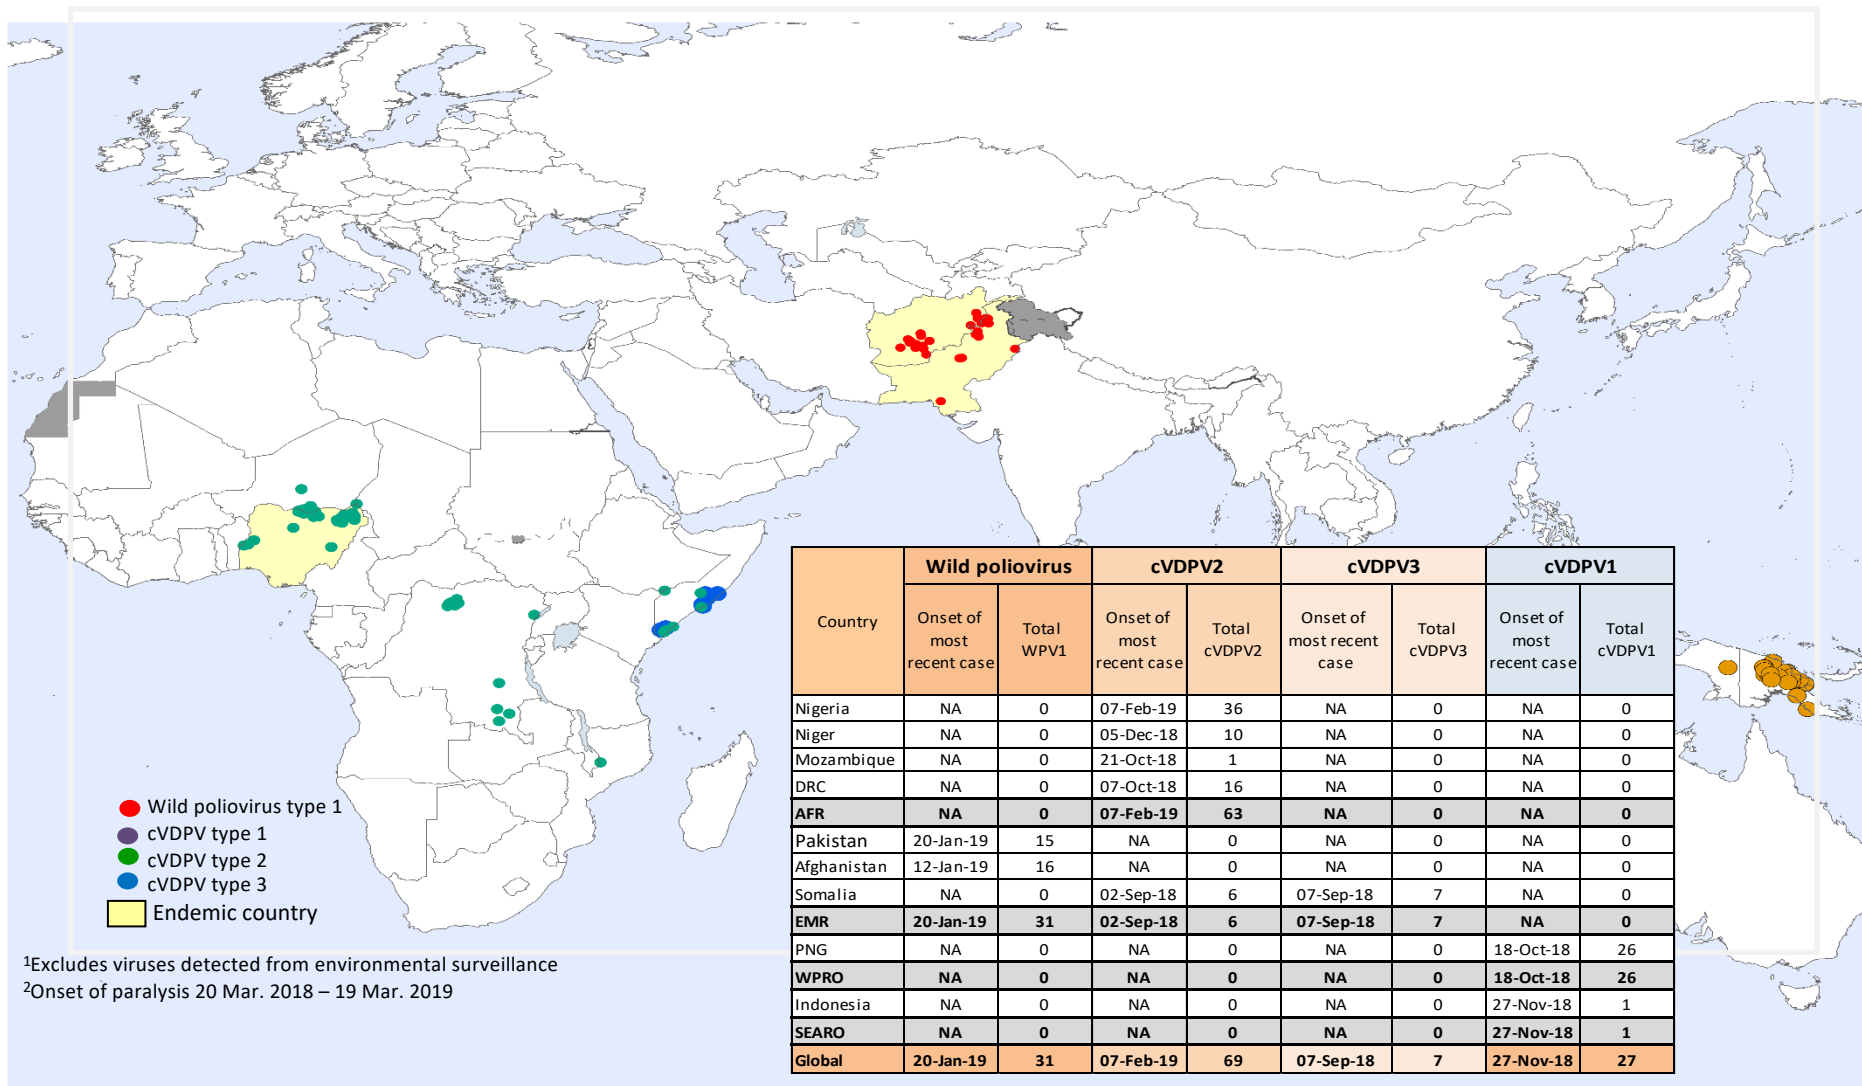 Country | Wild poliovirus | cVDPV2 | cVDPV3 | cVDPV1
Onset of most recent case | Total WPV1 | Onset of most recent case | Total cVDPV2 | Onset of most recent case | Total cVDPV3 | Onset of most recent case | Total cVDPV1
Nigeria | NA | 0 | 07-Feb-19 | 36 | NA | 0 | NA | 0
Niger | NA | 0 | 05-Dec-18 | 10 | NA | 0 | NA | 0
Mozambique | NA | 0 | 21-Oct-18 | 1 | NA | 0 | NA | 0
DRC | NA | 0 | 07-Oct-18 | 16 | NA | 0 | NA | 0
AFR | NA | 0 | 07-Feb-19 | 63 | NA | 0 | NA | 0
Pakistan | 20-Jan-19 | 15 | NA | 0 | NA | 0 | NA | 0
Afghanistan | 12-Jan-19 | 16 | NA | 0 | NA | 0 | NA | 0
Somalia | NA | 0 | 02-Sep-18 | 6 | 07-Sep-18 | 7 | NA | 0
EMR | 20-Jan-19 | 31 | 02-Sep-18 | 6 | 07-Sep-18 | 7 | NA | 0
PNG | NA | 0 | NA | 0 | NA | 0 | 18-Oct-18 | 26
WPRO | NA | 0 | NA | 0 | NA | 0 | 18-Oct-18 | 26
Indonesia | NA | 0 | NA | 0 | NA | 0 | 27-Nov-18 | 1
SEARO | NA | 0 | NA | 0 | NA | 0 | 27-Nov-18 | 1
Global | 20-Jan-19 | 31 | 07-Feb-19 | 69 | 07-Sep-18 | 7 | 27-Nov-18 | 27
Wild poliovirus type 1
cVDPV type 1
cVDPV type 2
cVDPV type 3
Endemic country
1Excludes viruses detected from environmental surveillance
2Onset of paralysis 20 Mar. 2018 – 19 Mar. 2019